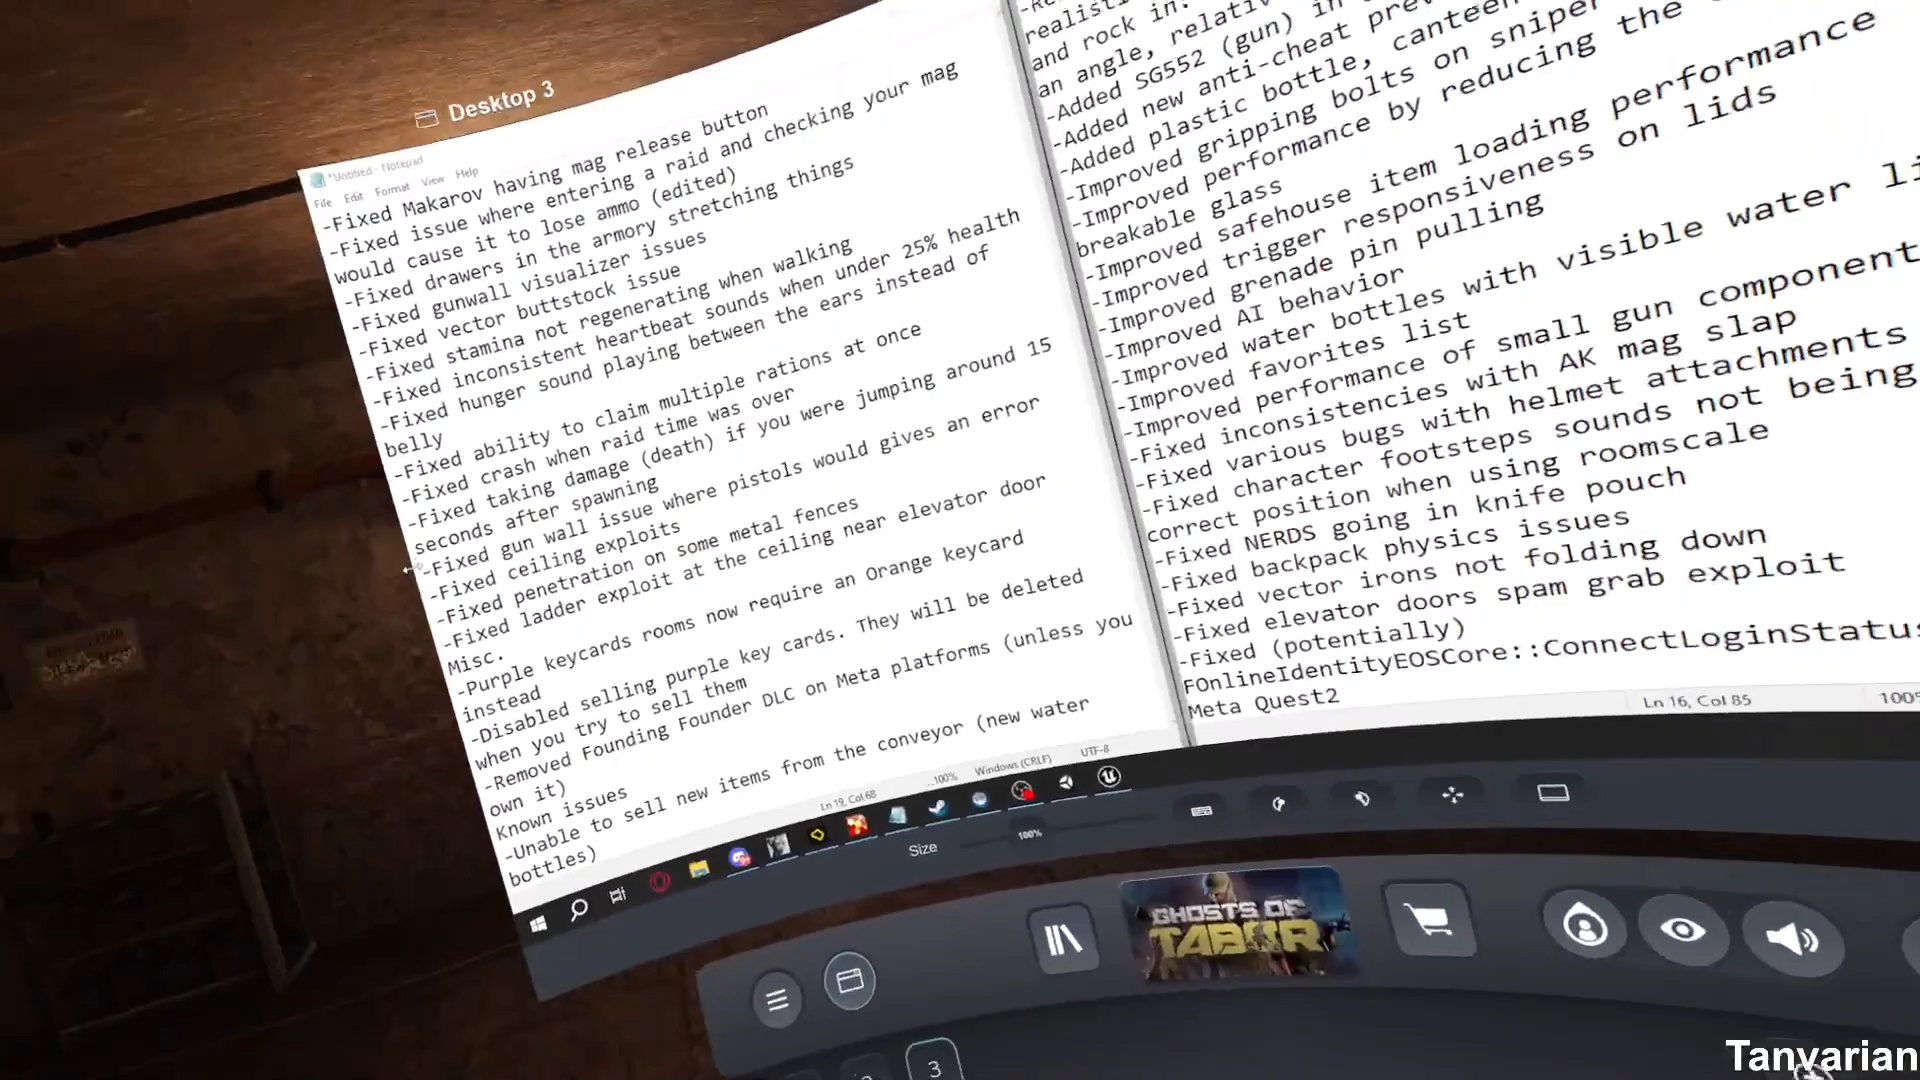 Desktop 3
*Untitled - Notepad
File Edit Format View Help
-Fixed Makarov having mag release button
-Fixed issue where entering a raid and checking your mag
would cause it to lose ammo (edited)
-Fixed drawers in the armory stretching things
-Fixed gunwall visualizer issues
-Fixed vector buttstock issue
-Fixed stamina not regenerating when walking
-Fixed inconsistent heartbeat sounds when under 25% health
-Fixed hunger sound playing between the ears instead of
belly
-Fixed ability to claim multiple rations at once
-Fixed crash when raid time was over
-Fixed taking damage (death) if you were jumping around 15
seconds after spawning
-Fixed gun wall issue where pistols would gives an error
-Fixed ceiling exploits
-Fixed penetration on some metal fences
-Fixed ladder exploit at the ceiling near elevator door
Misc.
-Purple keycards rooms now require an Orange keycard
instead
-Disabled selling purple key cards. They will be deleted
when you try to sell them
-Removed Founding Founder DLC on Meta platforms (unless you
own it)
Known issues
-Unable to sell new items from the conveyor (new water
bottles)
Ln 19, Col 68
100%
Windows (CRLF)
UTF-8
realist
and rock in
an angle, relativ
-Added SG552 (gun) in
-Added new anti-cheat prev
-Added plastic bottle, canteen
-Improved gripping bolts on sniper
-Improved performance by reducing the
breakable glass
-Improved safehouse item loading performance
-Improved trigger responsiveness on lids
-Improved grenade pin pulling
-Improved AI behavior
-Improved water bottles with visible water li
-Improved favorites list
-Improved performance of small gun component
-Fixed inconsistencies with AK mag slap
-Fixed various bugs with helmet attachments
-Fixed character footsteps sounds not being
correct position when using roomscale
-Fixed NERDS going in knife pouch
-Fixed backpack physics issues
-Fixed vector irons not folding down
-Fixed elevator doors spam grab exploit
-Fixed (potentially)
FOnlineIdentityEOSCore::ConnectLoginStatus
Meta Quest2
Ln 16, Col 85
100%
Size
100%
GHOSTS OF
TABOR
3
Tanvarian